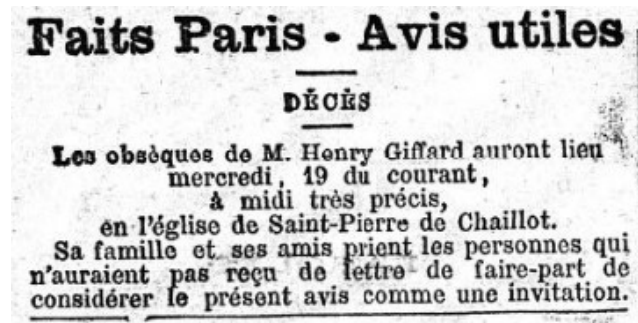 Faits Paris - Avis utiles
DÉCÈS
Les obsèques de M. Henry Giffard auront lieu
mercredi, 19 du courant,
à midi très précis,
en l'église de Saint-Pierre de Chaillot.
Sa famille et ses amis prient les personnes qui
n'auraient pas reçu de lettre de faire-part de
considérer le présent avis comme une invitation.